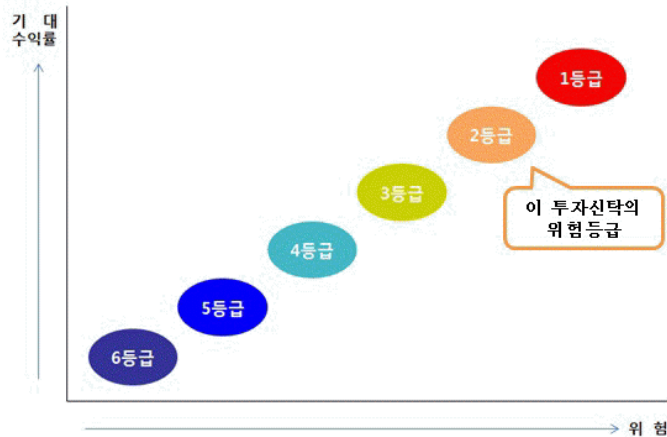 기 대
수익률
1등급
2등급
3등급
이 투자신탁의
위험등급
4등급
5등급
6등급
위 험